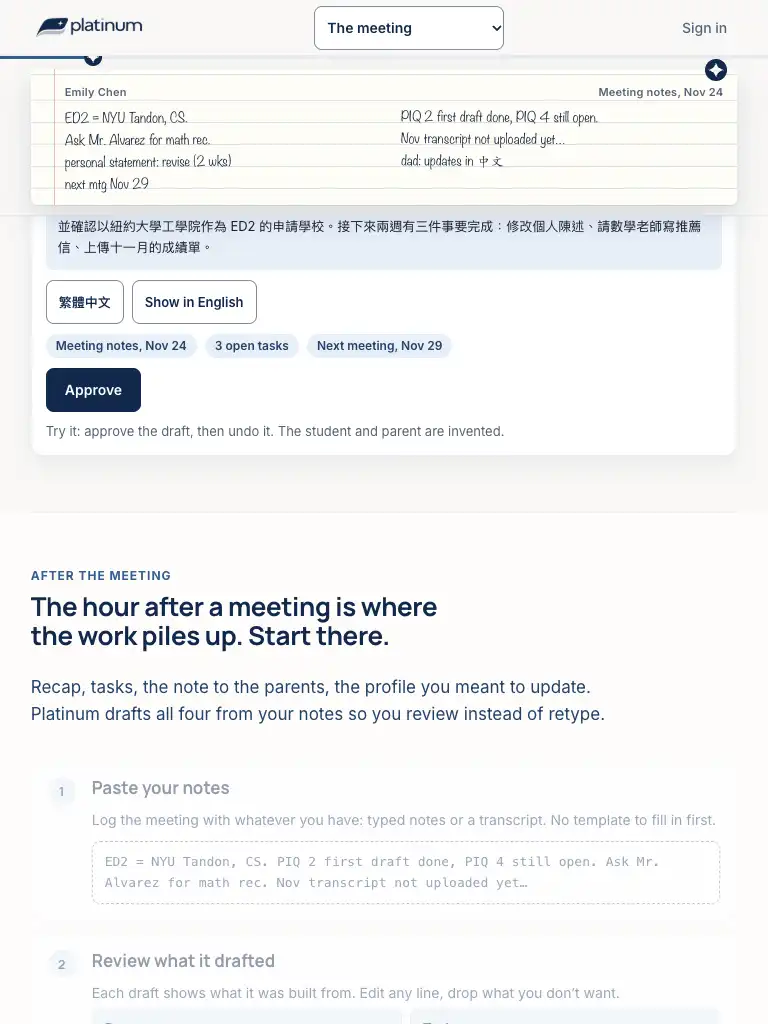 platinum
The meeting
Sign in
Emily Chen
Meeting notes, Nov 24
ED2 = NYU Tandon, CS.
Ask Mr. Alvarez for math rec.
personal statement: revise (2 wks)
next mtg Nov 29
PIQ 2 first draft done, PIQ 4 still open.
Nov transcript not uploaded yet...
dad: updates in 中文
並確認以紐約大學工學院作為 ED2 的申請學校。接下來兩週有三件事要完成：修改個人陳述、請數學老師寫推薦
信、上傳十一月的成績單。
繁體中文
Show in English
Meeting notes, Nov 24
3 open tasks
Next meeting, Nov 29
Approve
Try it: approve the draft, then undo it. The student and parent are invented.
AFTER THE MEETING
The hour after a meeting is where
the work piles up. Start there.
Recap, tasks, the note to the parents, the profile you meant to update.
Platinum drafts all four from your notes so you review instead of retype.
1
Paste your notes
Log the meeting with whatever you have: typed notes or a transcript. No template to fill in first.
ED2 = NYU Tandon, CS. PIQ 2 first draft done, PIQ 4 still open. Ask Mr.
Alvarez for math rec. Nov transcript not uploaded yet…
2
Review what it drafted
Each draft shows what it was built from. Edit any line, drop what you don’t want.